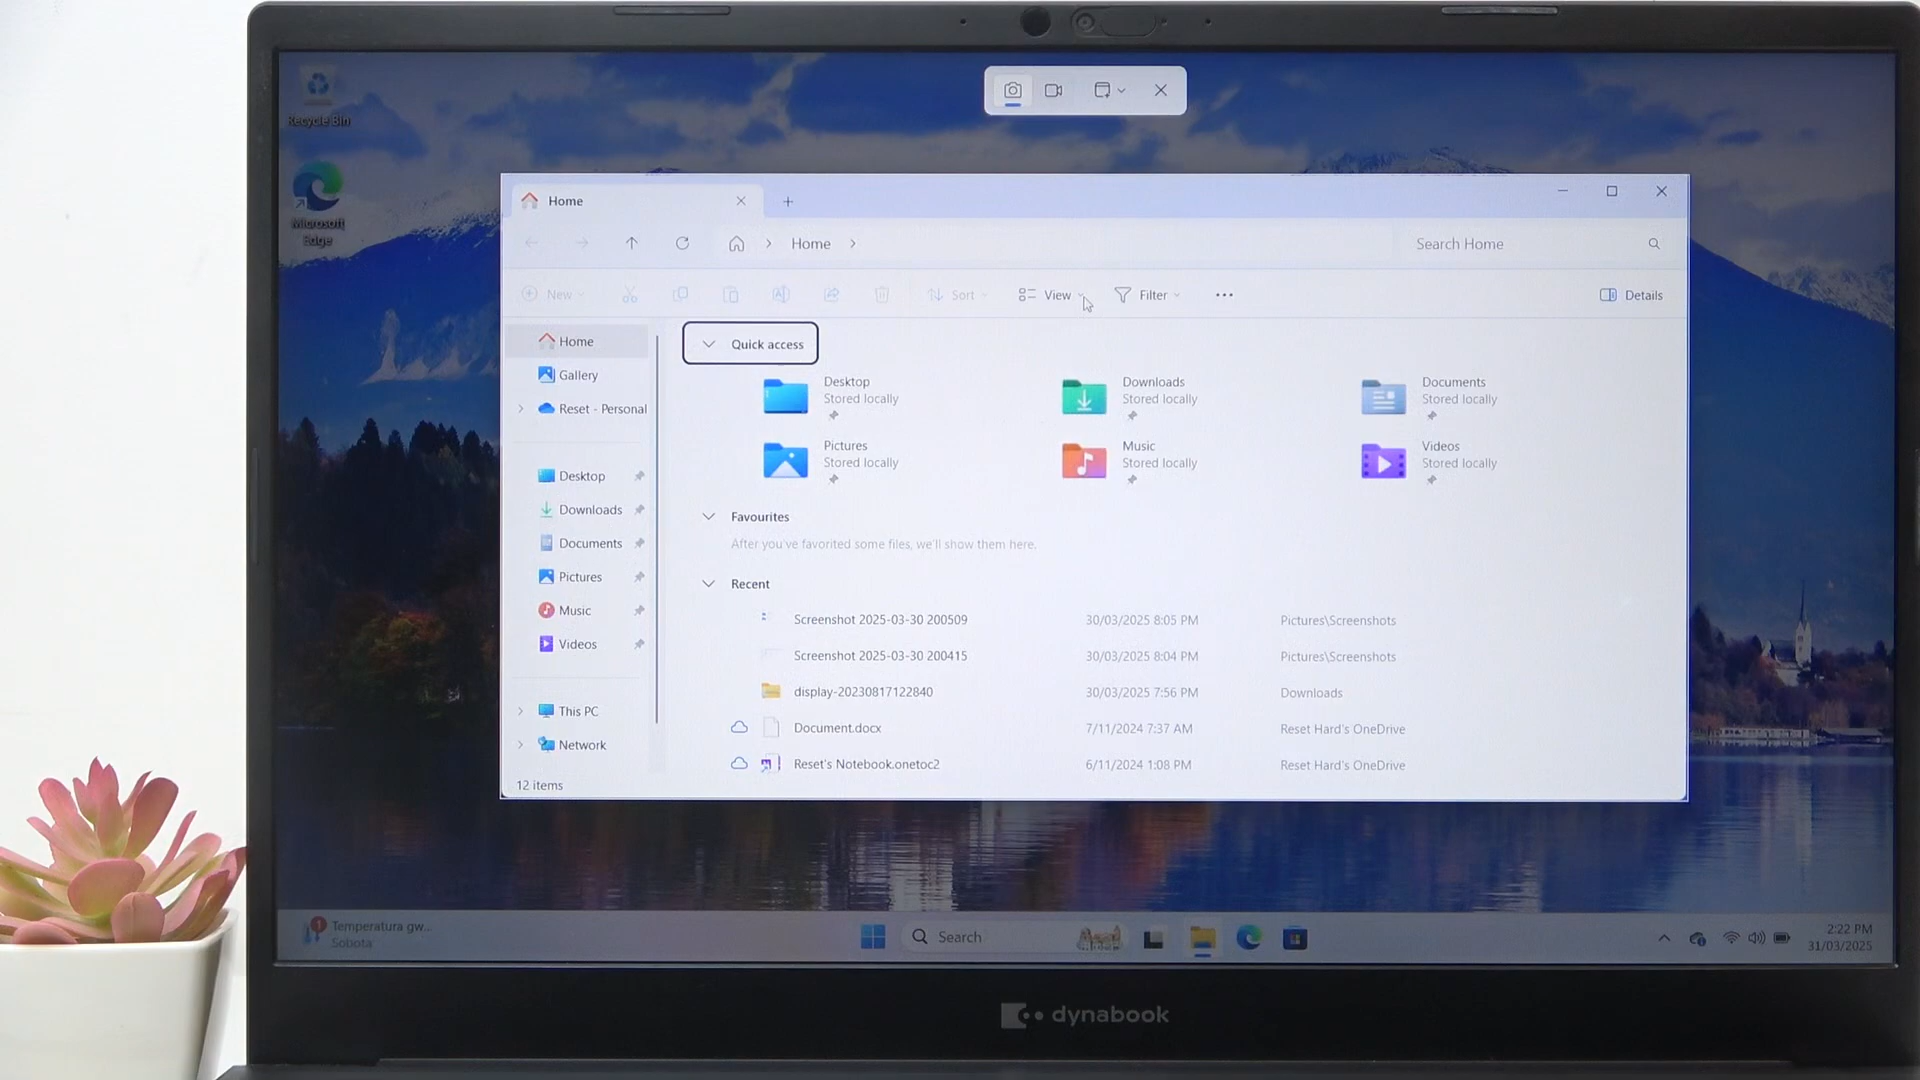 Recycle Bin
Microsoft
Edge
Home
Home
Search Home
New
Sort
View
Filter
Details
Home
Gallery
Reset - Personal
Desktop
Downloads
Documents
Pictures
Music
Videos
This PC
Network
12 items
Quick access
Desktop
Stored locally
Downloads
Stored locally
Documents
Stored locally
Pictures
Stored locally
Music
Stored locally
Videos
Stored locally
Favourites
After you've favorited some files, we'll show them here.
Recent
Screenshot 2025-03-30 200509 30/03/2025 8:05 PM Pictures\Screenshots
Screenshot 2025-03-30 200415 30/03/2025 8:04 PM Pictures\Screenshots
display-20230817122840 30/03/2025 7:56 PM Downloads
Document.docx 7/11/2024 7:37 AM Reset Hard's OneDrive
Reset's Notebook.onetoc2 6/11/2024 1:08 PM Reset Hard's OneDrive
1
Temperatura gw...
Sobota
Search
2:22 PM
31/03/2025
dynabook